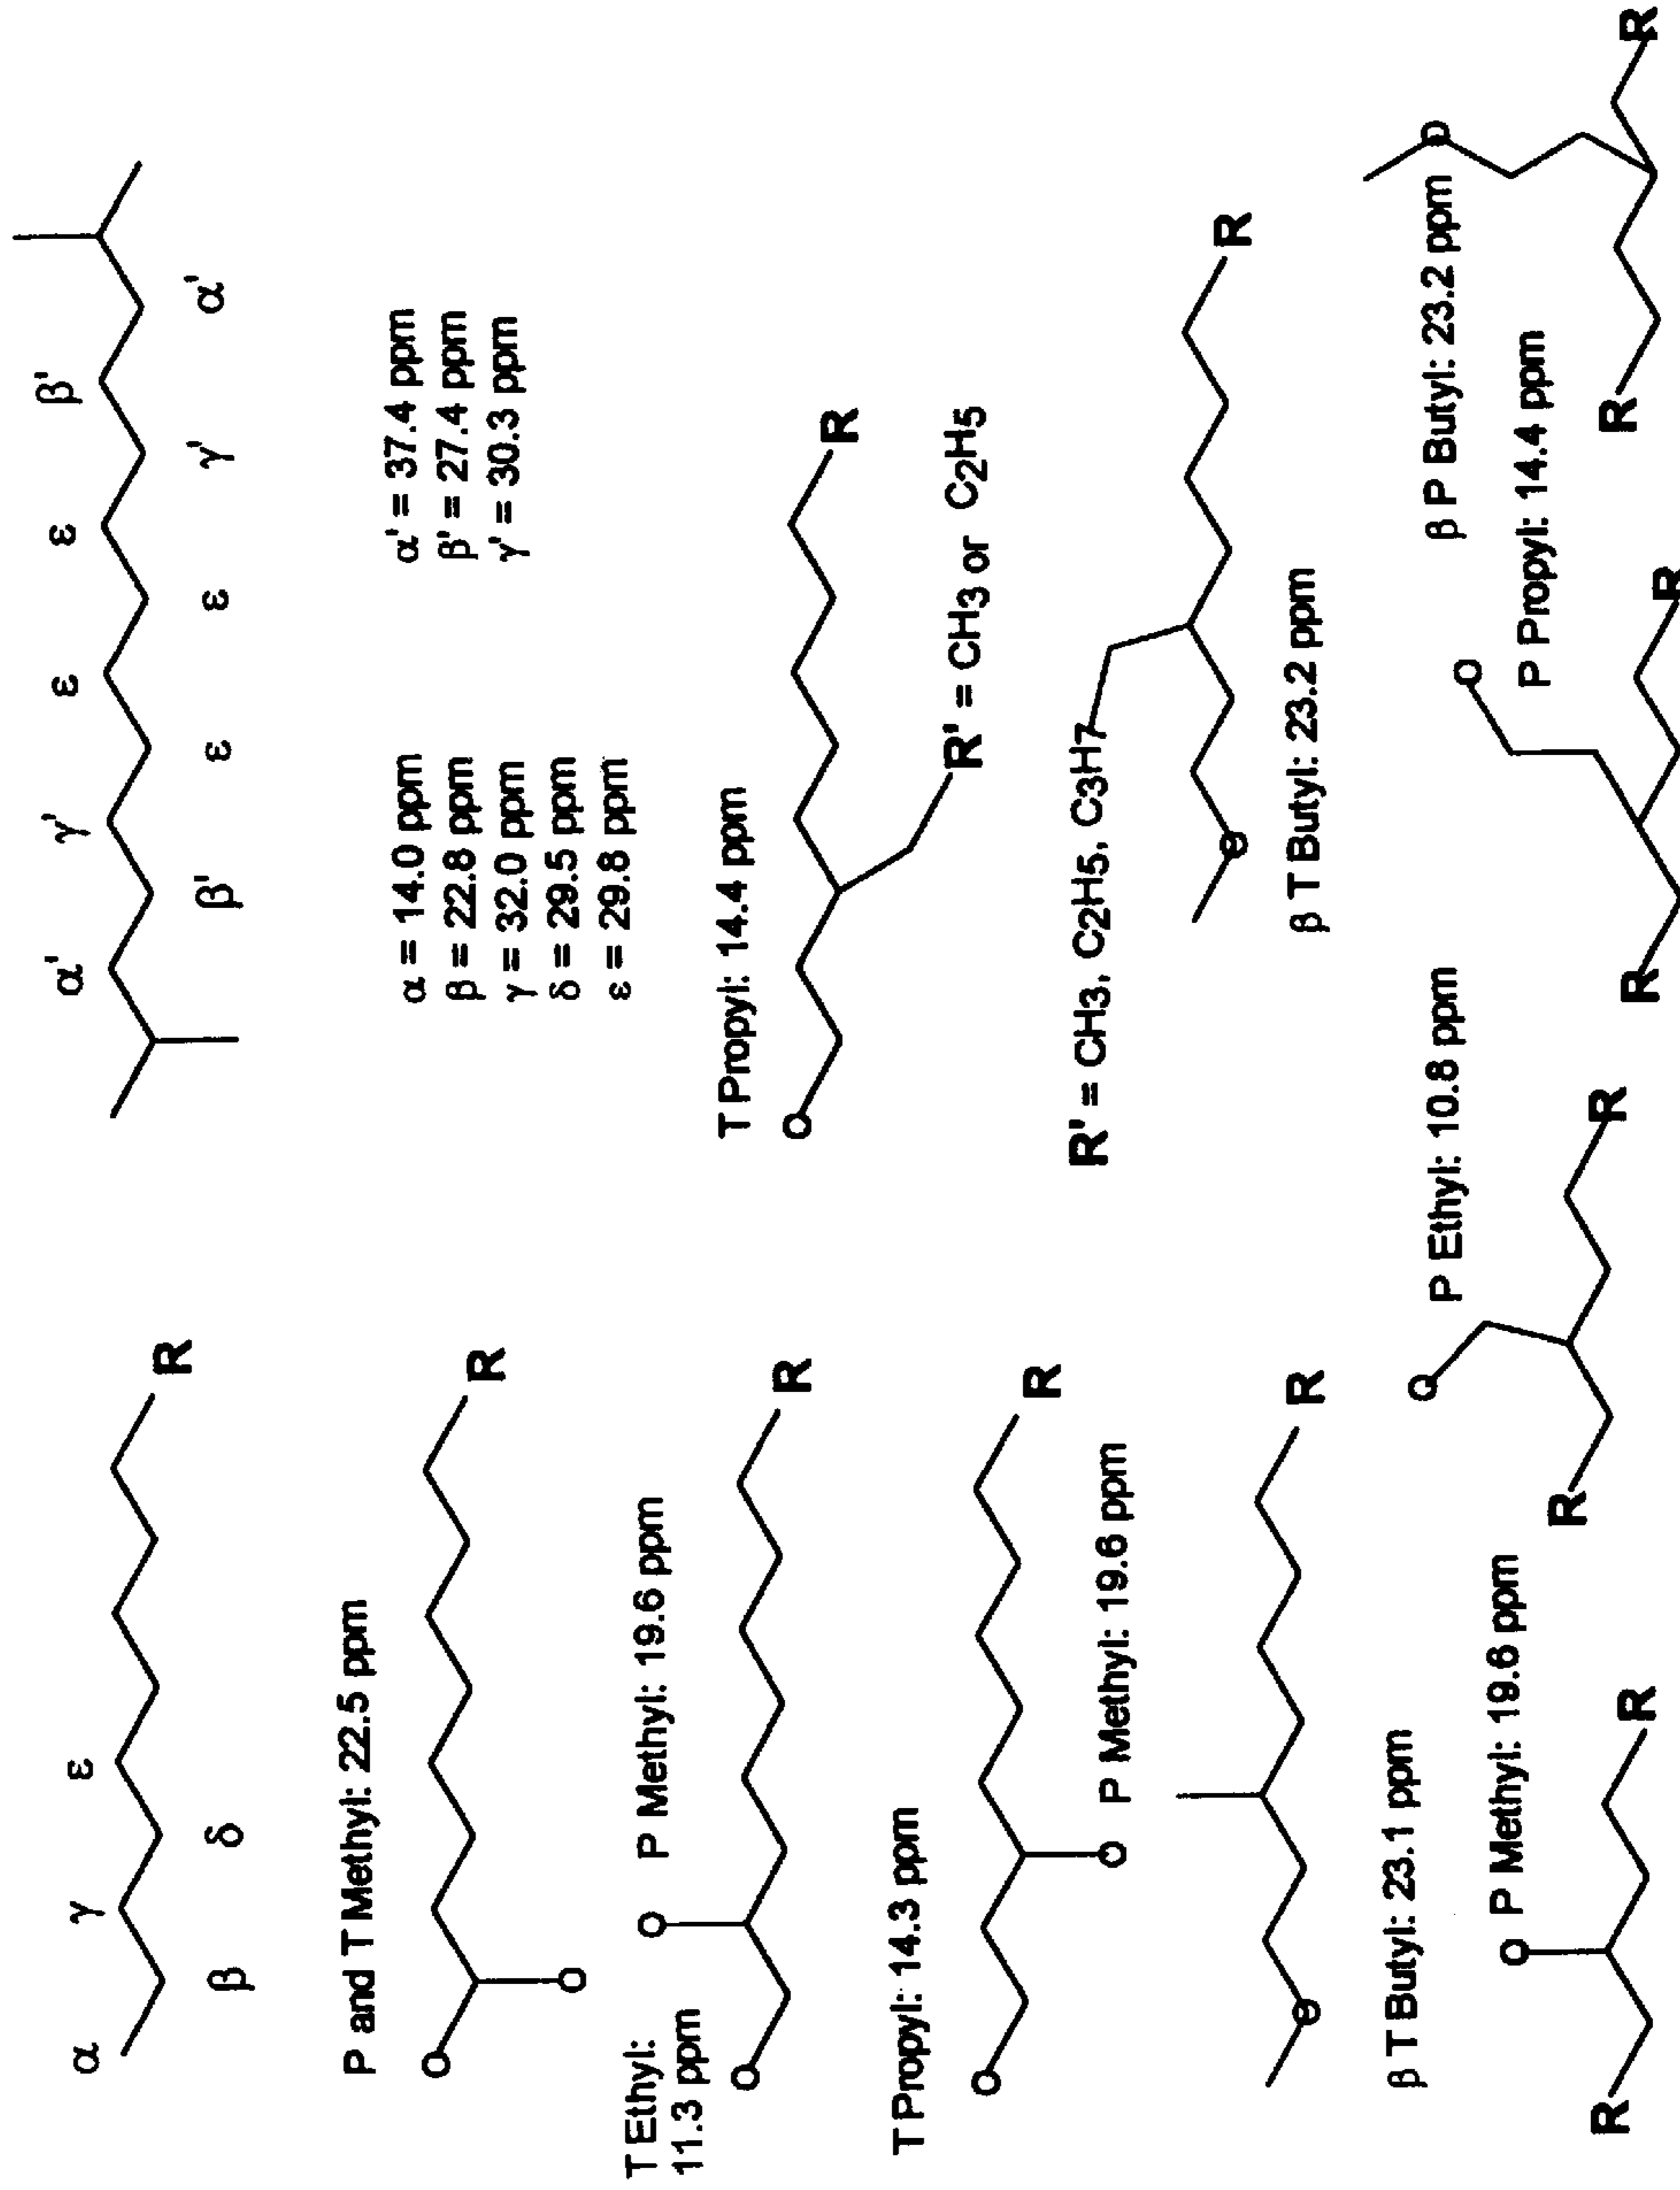 α γ ε
β δ
R
α' γ' ε ε β'
β' ε ε γ' α'
P and T Methyl: 22.5 ppm
R
O
O
α = 14.0 ppm
β = 22.8 ppm
γ = 32.0 ppm
δ = 29.5 ppm
ε = 29.8 ppm
α' = 37.4 ppm
β' = 27.4 ppm
γ' = 30.3 ppm
T Ethyl:
11.3 ppm
O P Methyl: 19.6 ppm
O
R
T Propyl: 14.4 ppm
O
R
R' = CH3 or C2H5
T Propyl: 14.3 ppm
O
R
O P Methyl: 19.6 ppm
R' = CH3, C2H5, C3H7
R
β T Butyl: 23.2 ppm
R
β T Butyl: 23.1 ppm
O P Methyl: 19.6 ppm
R
R
P Ethyl: 10.8 ppm
O
R
R
P Propyl: 14.4 ppm
O
R
R
β P Butyl: 23.2 ppm
R
R